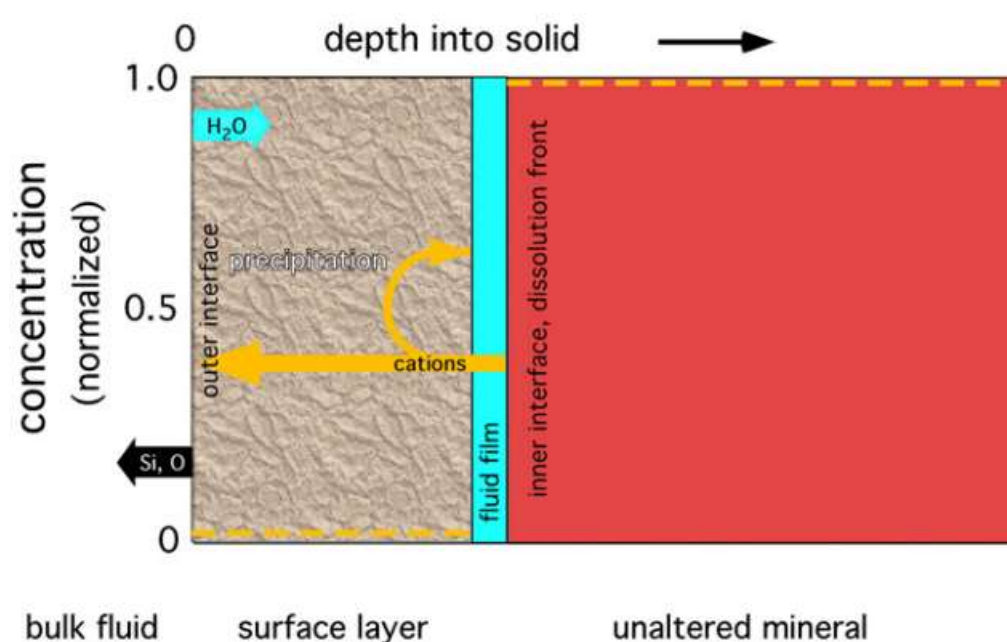 0
depth into solid
1.0
H₂O
concentration
(normalized)
0.5
outer interface
precipitation
cations
fluid film
inner interface, dissolution front
Si, O
0
bulk fluid
surface layer
unaltered mineral